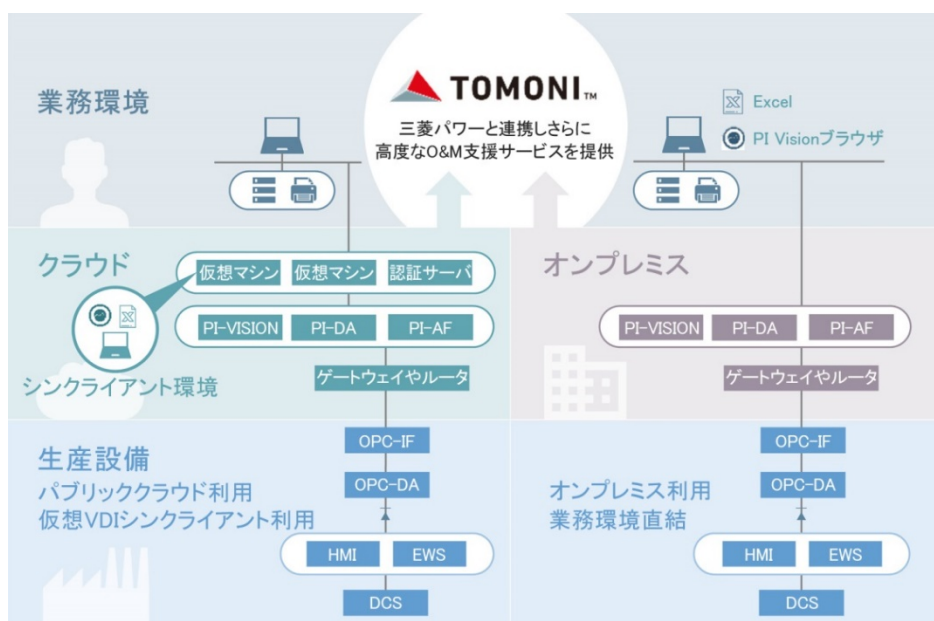 業務環境
TOMONI™
三菱パワーと連携しさらに
高度なO&M支援サービスを提供
Excel
PI Visionブラウザ
クラウド
仮想マシン 仮想マシン 認証サーバ
PI-VISION PI-DA PI-AF
シンクライアント環境
ゲートウェイやルータ
オンプレミス
PI-VISION PI-DA PI-AF
ゲートウェイやルータ
生産設備
パブリッククラウド利用
仮想VDIシンクライアント利用
OPC-IF
OPC-DA
HMI EWS
DCS
オンプレミス利用
業務環境直結
OPC-IF
OPC-DA
HMI EWS
DCS